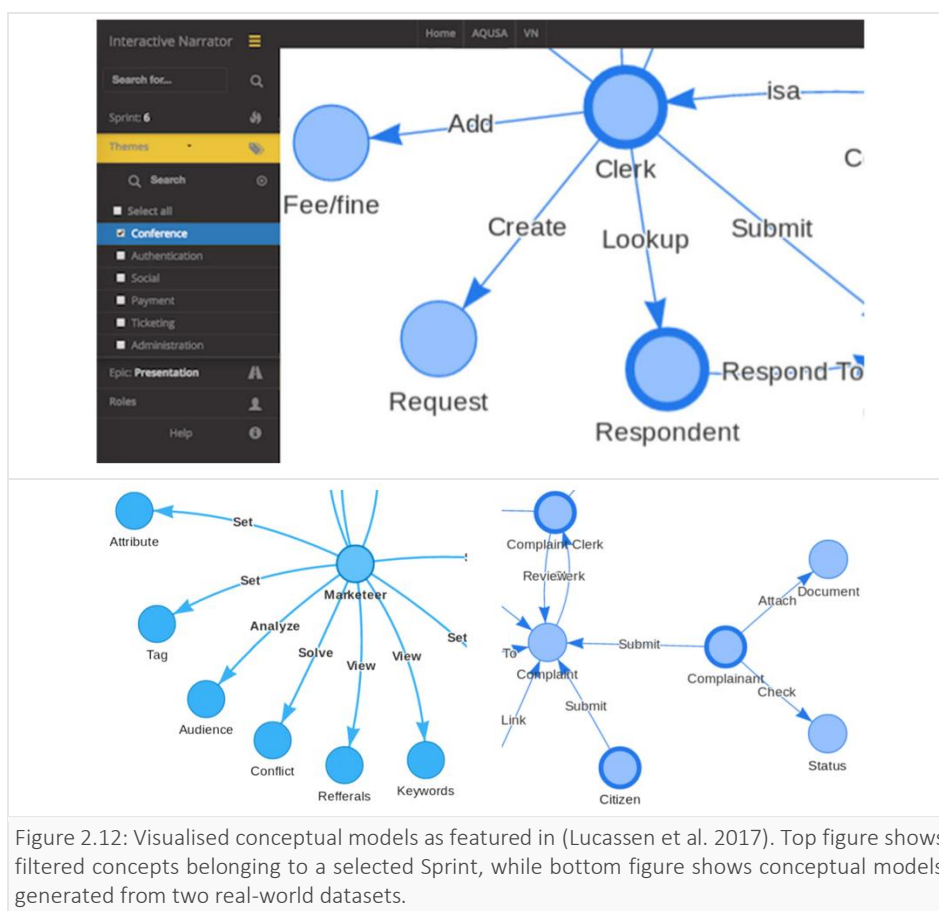 Interactive Narrator
Home AQUSA VN
Search for...
Sprint: 6
Themes
Search
Select all
Conference
Authentication
Social
Payment
Ticketing
Administration
Epic: Presentation
Roles
Help
isa
Add
Clerk
C
Fee/fine
Create
Lookup
Submit
Request
Respond To
Respondent
Set
Attribute
Set
Marketeer
Tag
Analyze
Solve
View
View
Set
Audience
Conflict
Refferals
Keywords
Complaint Clerk
Review
Document
Attach
To
Submit
Complaint
Complainant
Check
Link
Submit
Status
Citizen
Figure 2.12: Visualised conceptual models as featured in (Lucassen et al. 2017). Top figure shows
filtered concepts belonging to a selected Sprint, while bottom figure shows conceptual models
generated from two real-world datasets.